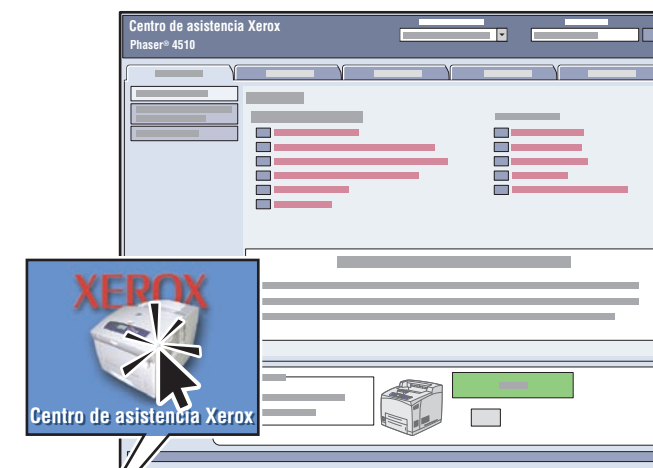 Centro de asistencia Xerox
Phaser® 4510
XEROX
Centro de asistencia Xerox